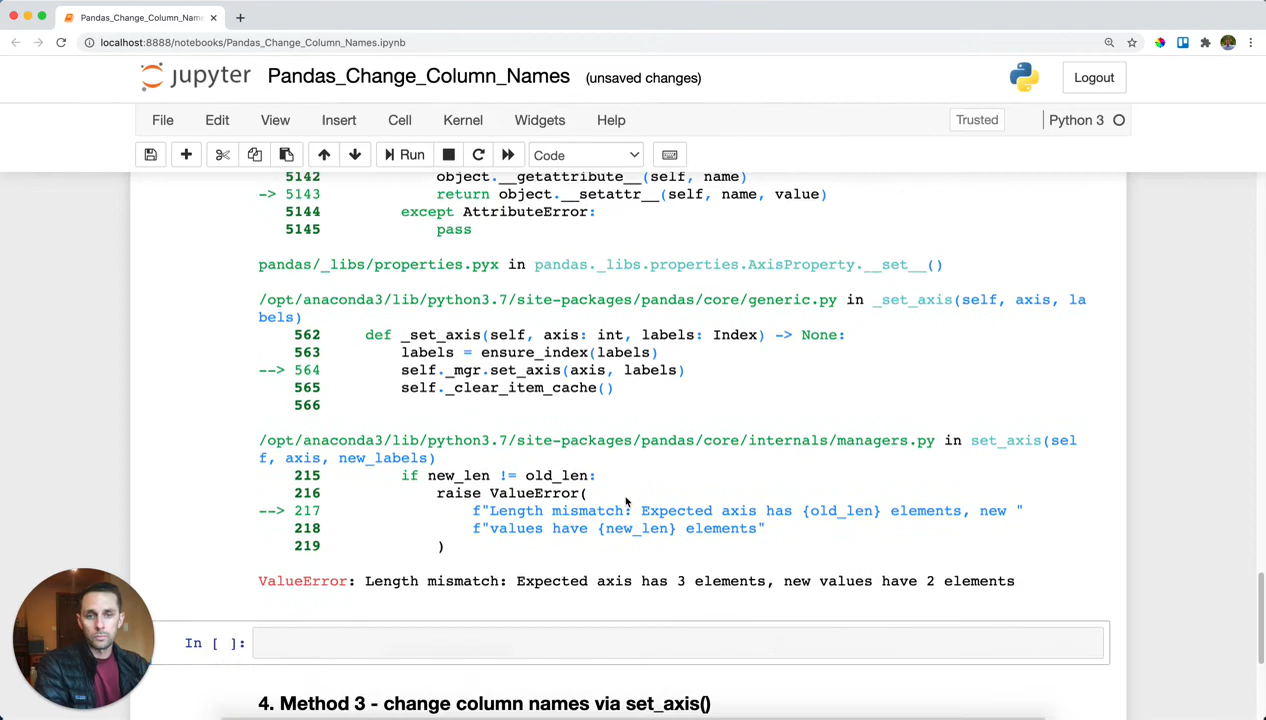 Pandas_Change_Column_Name
localhost:8888/notebooks/Pandas_Change_Column_Names.ipynb
jupyter Pandas_Change_Column_Names (unsaved changes) Logout
File Edit View Insert Cell Kernel Widgets Help Trusted Python 3
Run Code
5142 object.__getattribute__(self, name)
-> 5143 return object.__setattr__(self, name, value)
5144 except AttributeError:
5145 pass
pandas/_libs/properties.pyx in pandas._libs.properties.AxisProperty.__set__()
/opt/anaconda3/lib/python3.7/site-packages/pandas/core/generic.py in _set_axis(self, axis, la
bels)
562 def _set_axis(self, axis: int, labels: Index) -> None:
563 labels = ensure_index(labels)
--> 564 self._mgr.set_axis(axis, labels)
565 self._clear_item_cache()
566
/opt/anaconda3/lib/python3.7/site-packages/pandas/core/internals/managers.py in set_axis(sel
f, axis, new_labels)
215 if new_len != old_len:
216 raise ValueError(
--> 217 f"Length mismatch: Expected axis has {old_len} elements, new "
218 f"values have {new_len} elements"
219 )
ValueError: Length mismatch: Expected axis has 3 elements, new values have 2 elements
In [ ]:
4. Method 3 - change column names via set_axis()